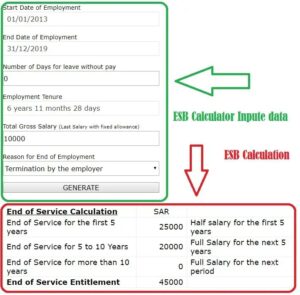 Start Date of Employment
01/01/2013
End Date of Employment
31/12/2019
Number of Days for leave without pay
0
Employment Tenure
6 years 11 months 28 days
Total Gross Salary (Last Salary with fixed allowance)
10000
Reason for End of Employment
Termination by the employer
GENERATE
ESB Calculator Inpute data
ESB Calculation
End of Service Calculation SAR
End of Service for the first 5 25000 Half salary for the first 5
years years
End of Service for 5 to 10 Years 20000 Full Salary for the next 5
years
End of Service for more than 10 0 Full Salary for the next
years period
End of Service Entitlement 45000